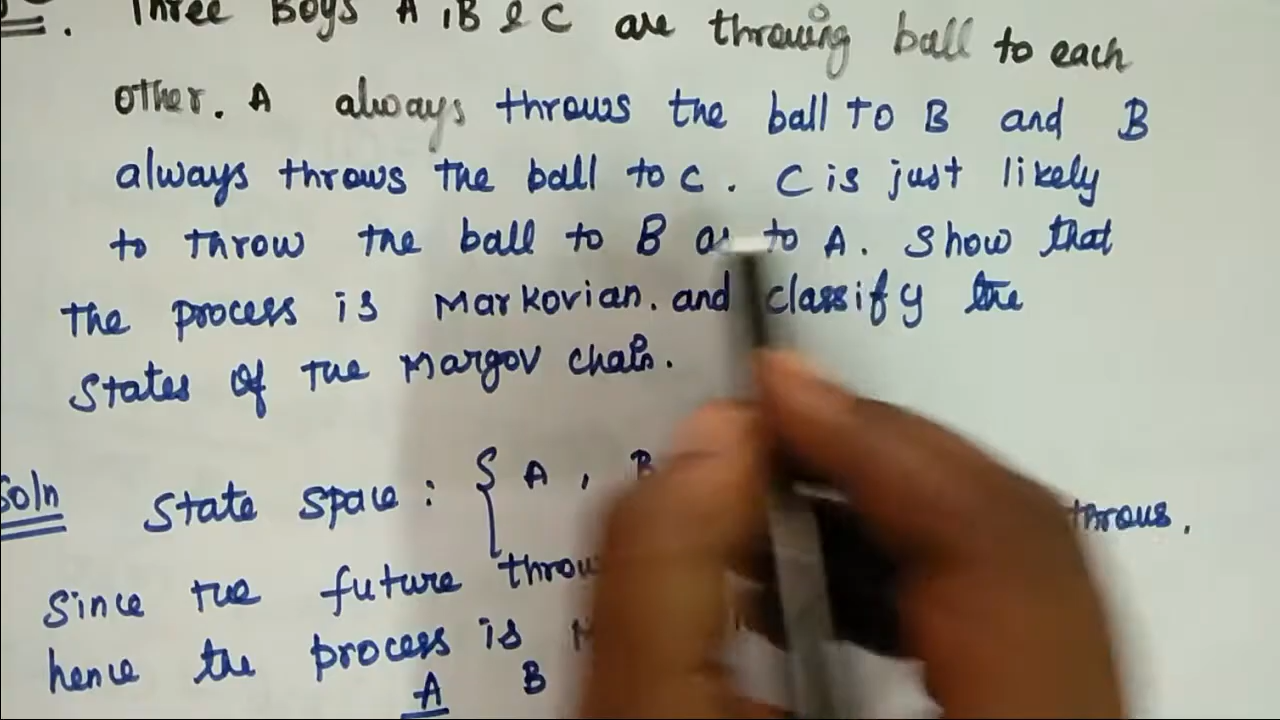 Three Boys A, B & C are throwing ball to each
other. A always throws the ball to B and B
always throws the ball to C. C is just likely
to throw the ball to B as to A. Show that
the process is Markovian. and classify the
States of the Margov chain.
Soln State space : { A , B throws.
Since the future throw
hence the process is
A B